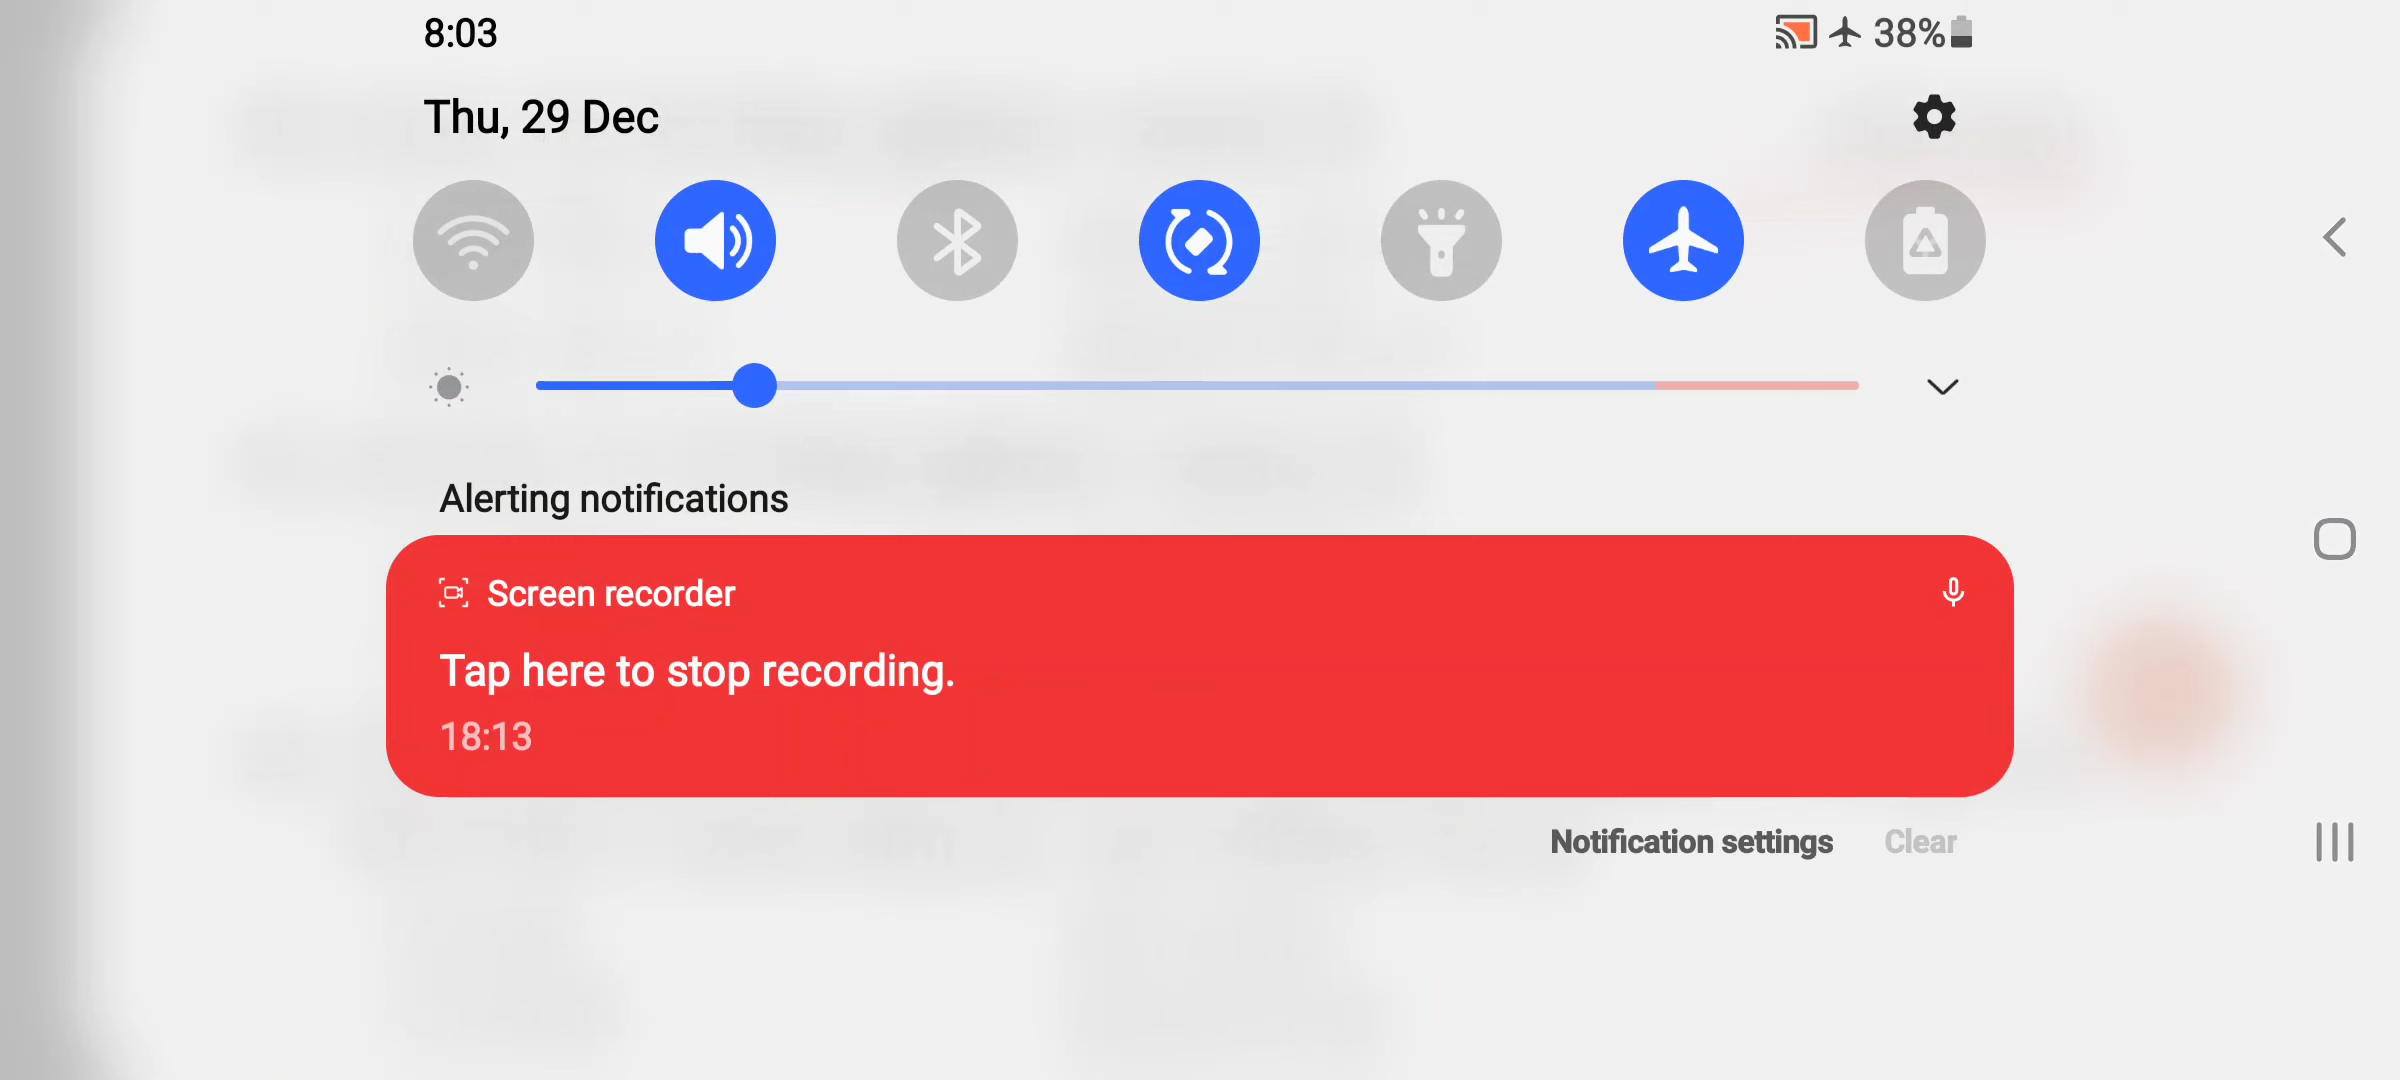 8:03
38%
Thu, 29 Dec
Alerting notifications
Screen recorder
Tap here to stop recording.
18:13
Notification settings
Clear